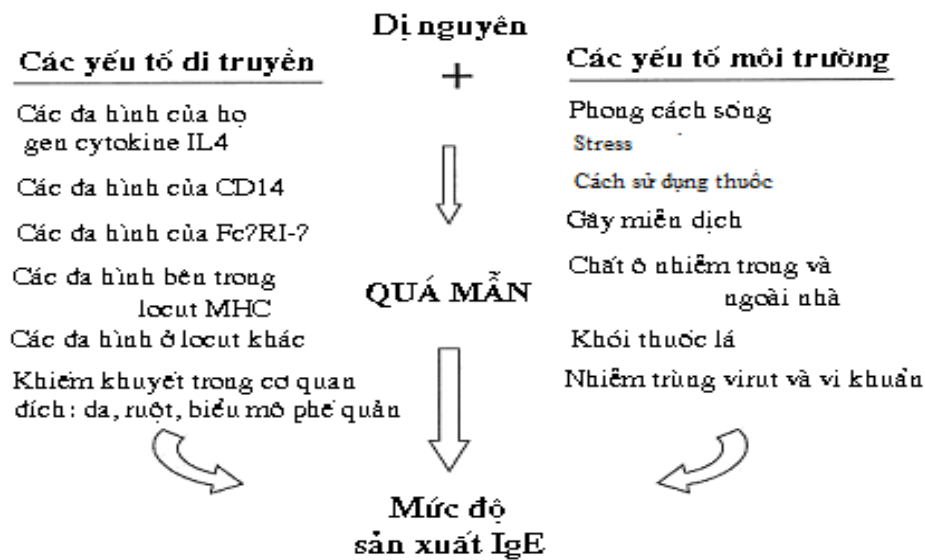 Dị nguyên
+
Các yếu tố di truyền
Các đa hình của họ
gen cytokine IL4
Các đa hình của CD14
Các đa hình của Fc?RI-?
Các đa hình bên trong
locut MHC
Các đa hình ở locut khác
Khiếm khuyết trong cơ quan
đích: da, ruột, biểu mô phế quản
QUÁ MẪN
Các yếu tố môi trường
Phong cách sống
Stress
Cách sử dụng thuốc
Gây miễn dịch
Chất ô nhiễm trong và
ngoài nhà
Khói thuốc lá
Nhiễm trùng virut và vi khuẩn
Mức độ
sản xuất IgE